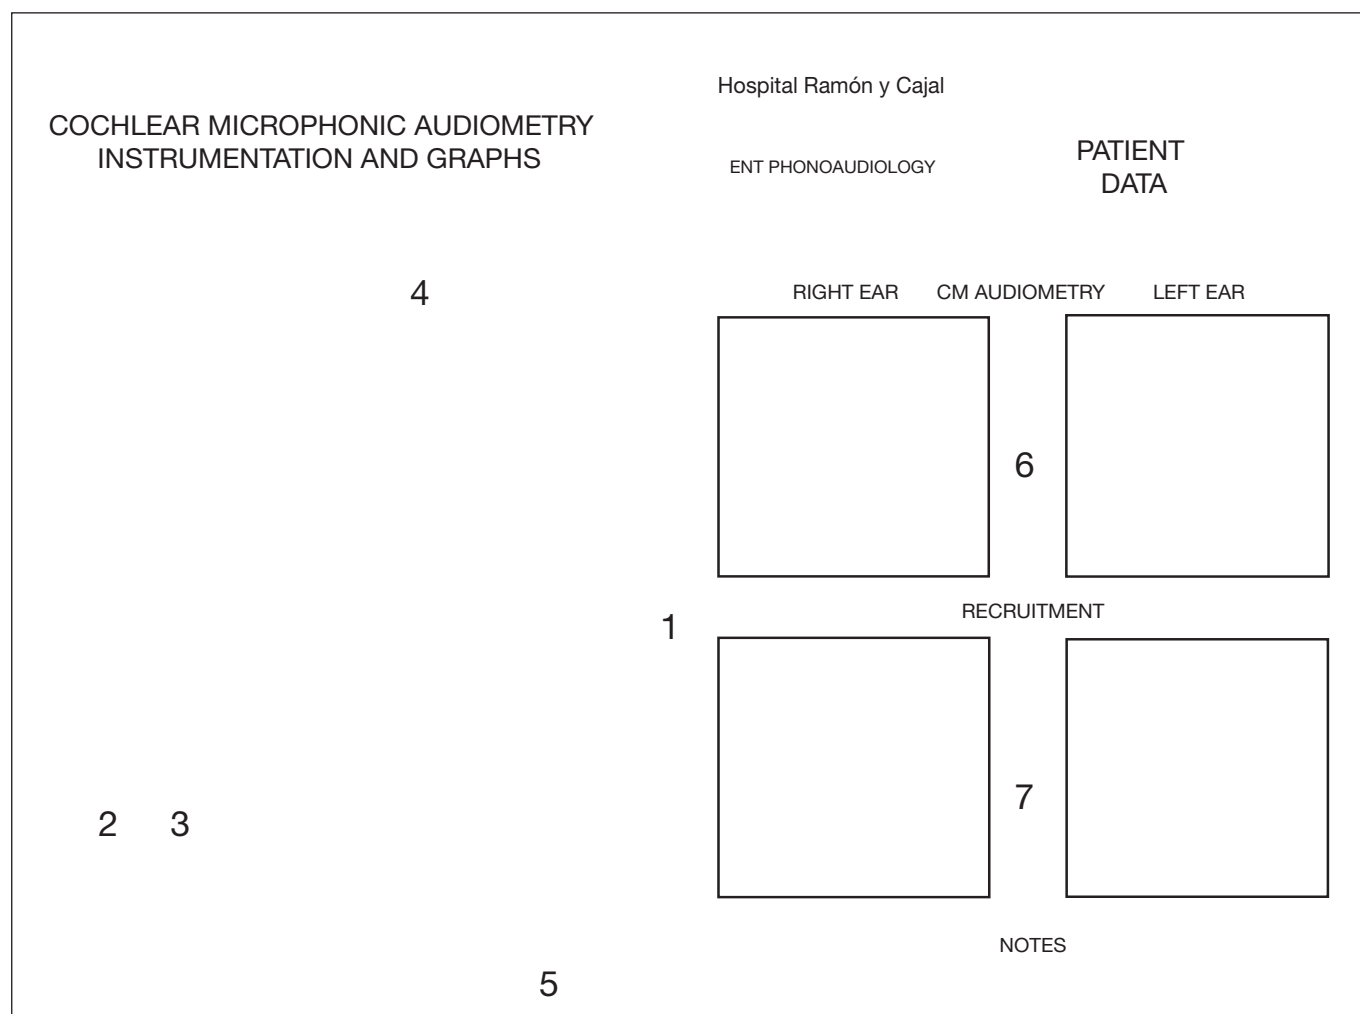 COCHLEAR MICROPHONIC AUDIOMETRY
INSTRUMENTATION AND GRAPHS
4
2 3
5
1
Hospital Ramón y Cajal
ENT PHONOAUDIOLOGY
PATIENT
DATA
RIGHT EAR CM AUDIOMETRY LEFT EAR
6
RECRUITMENT
7
NOTES